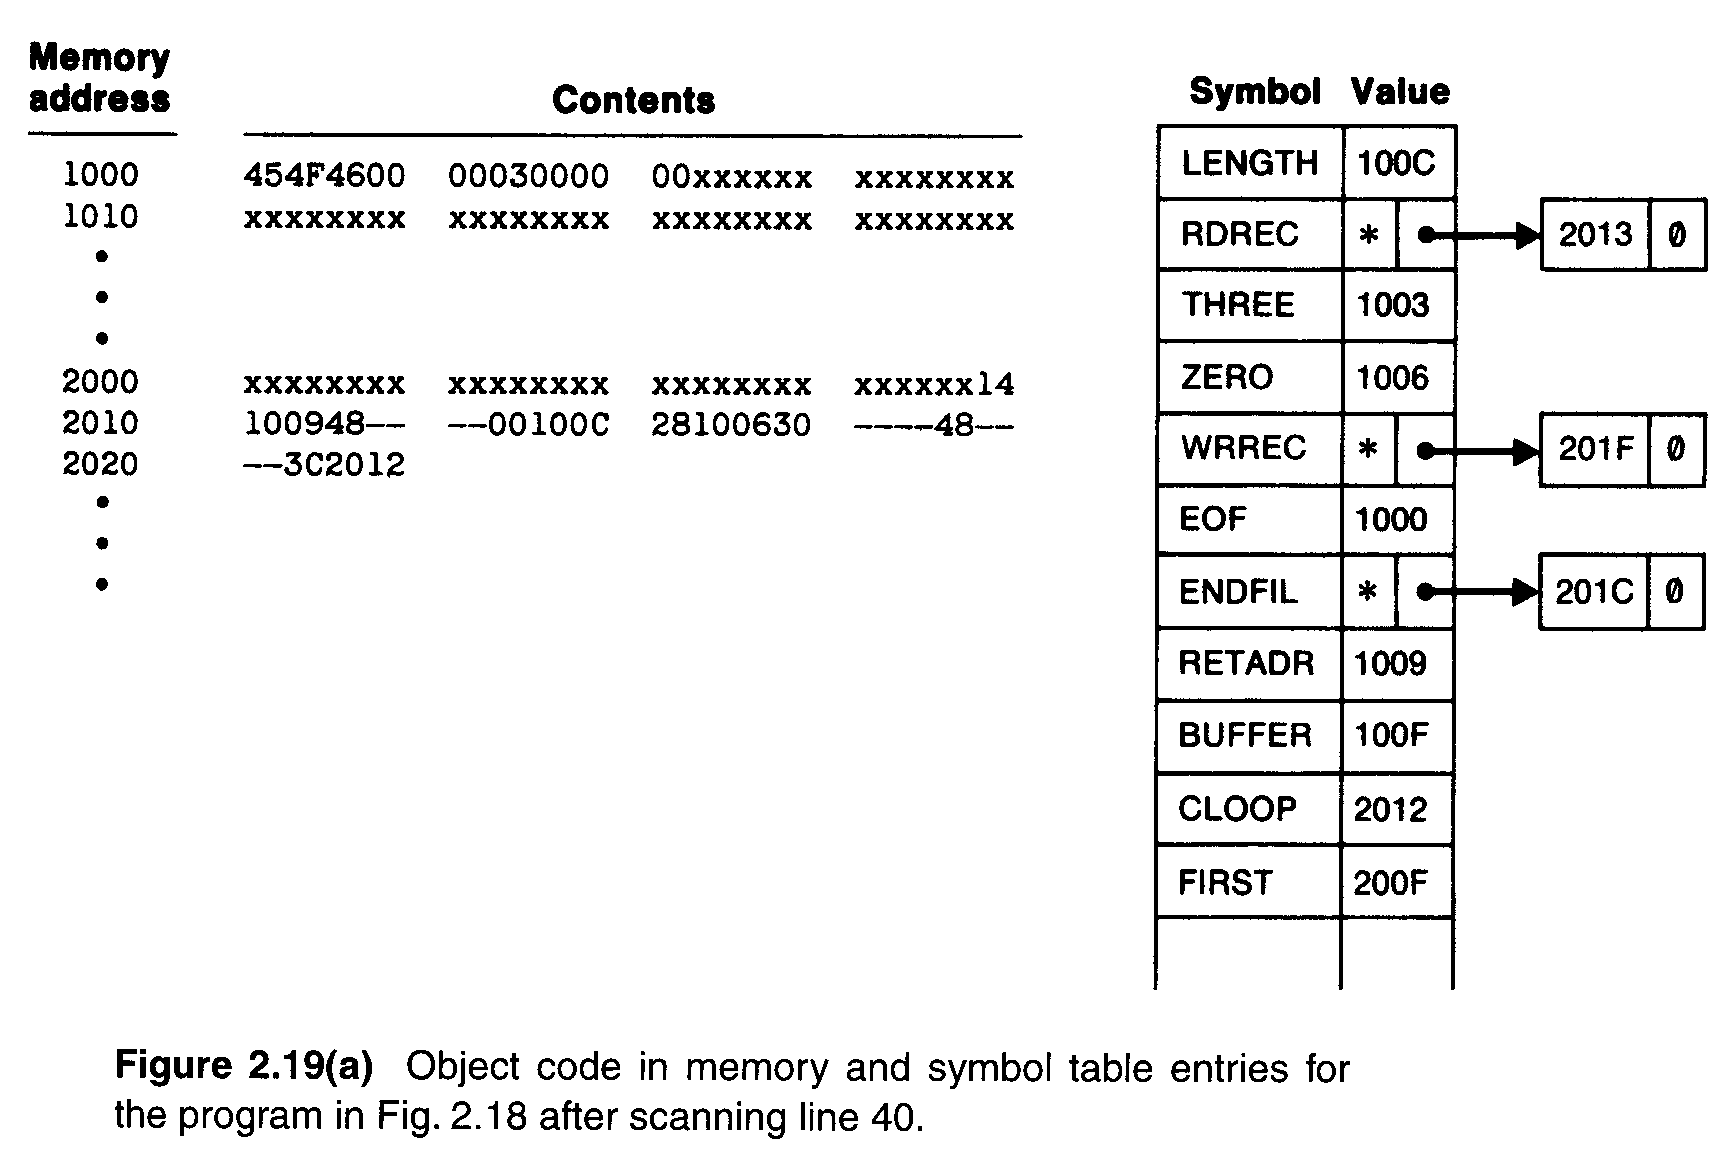 Memory
address Contents Symbol Value
1000 454F4600 00030000 00xxxxxx xxxxxxxx LENGTH 100C
1010 xxxxxxxx xxxxxxxx xxxxxxxx xxxxxxxx RDREC * 2013 0
THREE 1003
2000 xxxxxxxx xxxxxxxx xxxxxxxx xxxxxx14 ZERO 1006
2010 100948-- --00100C 28100630 ----48-- WRREC * 201F 0
2020 --3C2012
EOF 1000
ENDFIL * 201C 0
RETADR 1009
BUFFER 100F
CLOOP 2012
FIRST 200F
Figure 2.19(a) Object code in memory and symbol table entries for
the program in Fig. 2.18 after scanning line 40.